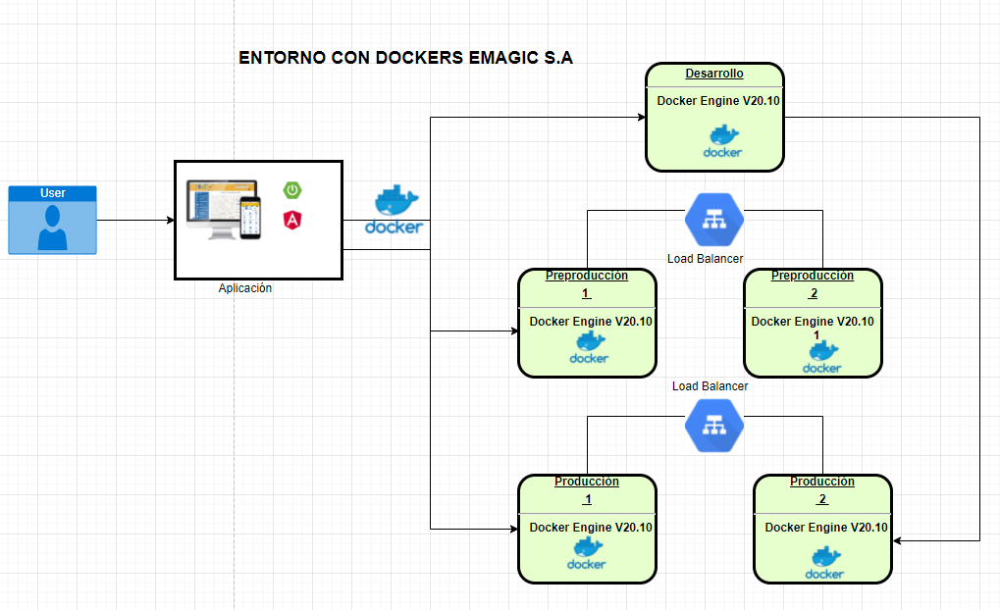 ENTORNO CON DOCKERS EMAGIC S.A
Desarrollo
Docker Engine V20.10
docker
User
Aplicación
docker
Load Balancer
Preproducción
1
Docker Engine V20.10
docker
Preproducción
2
Docker Engine V20.10
1
docker
Load Balancer
Producción
1
Docker Engine V20.10
docker
Producción
2
Docker Engine V20.10
docker